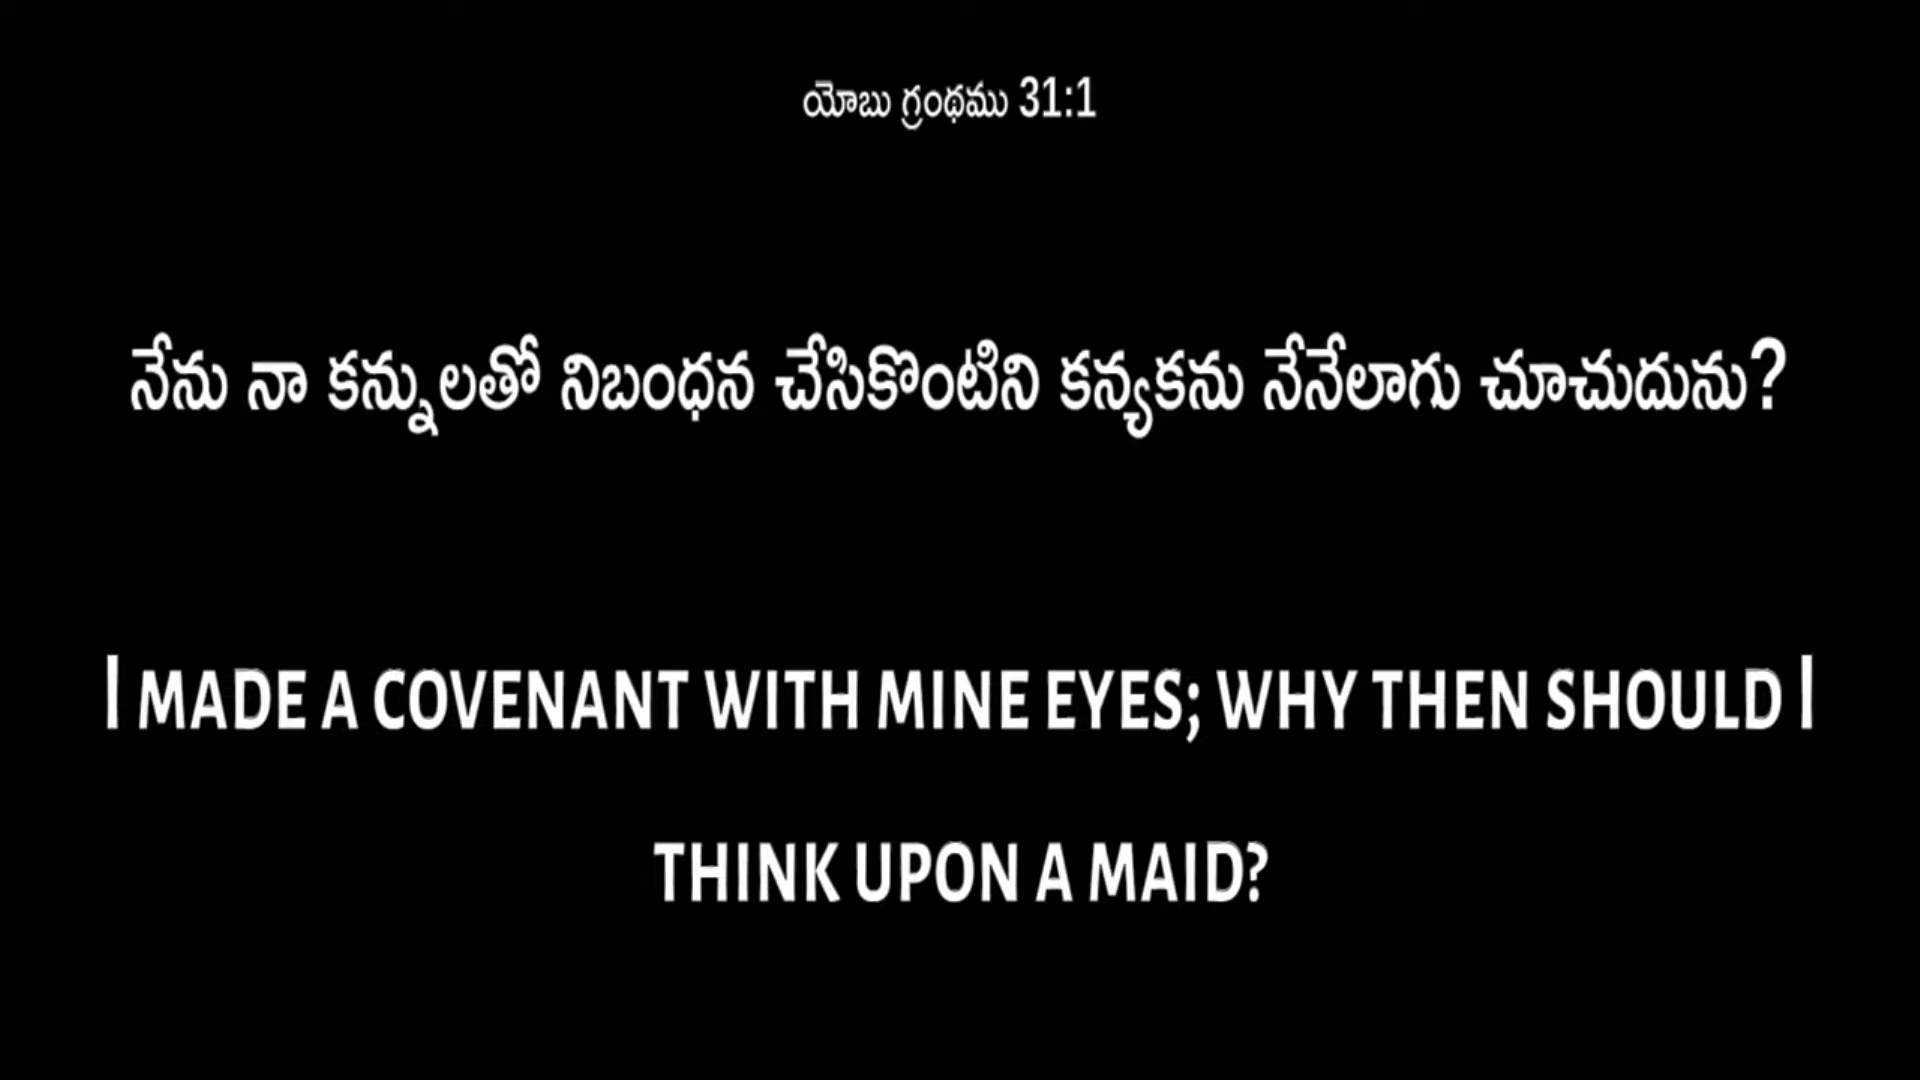 యోబు గ్రంథము 31:1
నేను నా కన్నులతో నిబంధన చేసికొంటిని కన్యకను నేనేలాగు చూచుదును?
I MADE A COVENANT WITH MINE EYES; WHY THEN SHOULD I
THINK UPON A MAID?